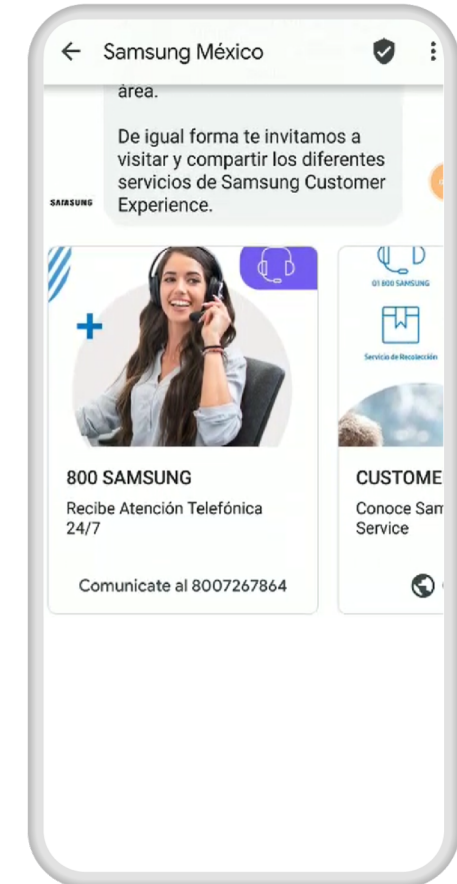 Samsung México
área.
De igual forma te invitamos a
visitar y compartir los diferentes
servicios de Samsung Customer
Experience.
SAMSUNG
01 800 SAMSUNG
Servicio de Recolección
800 SAMSUNG
Recibe Atención Telefónica
24/7
Comunicate al 8007267864
CUSTOME
Conoce Sam
Service